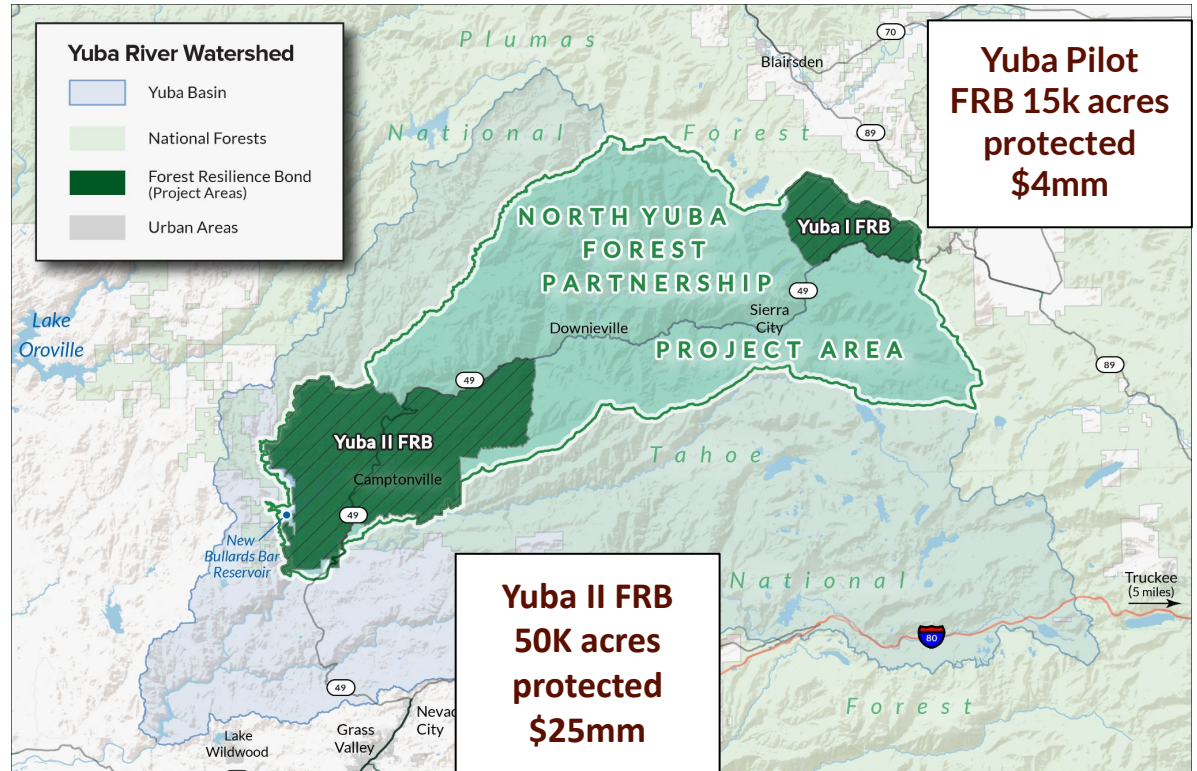 Yuba River Watershed
Yuba Basin
National Forests
Forest Resilience Bond
(Project Areas)
Urban Areas
Plumas
National Forest
70
Blairsden
89
Yuba Pilot
FRB 15k acres
protected
$4mm
NORTH YUBA
FOREST
PARTNERSHIP
PROJECT AREA
Yuba I FRB
49
Sierra
City
Downieville
Lake
Oroville
89
49
Yuba II FRB
Camptonville
49
New
Bullards Bar
Reservoir
Tahoe
National
Forest
Truckee
(5 miles)
80
Yuba II FRB
50K acres
protected
$25mm
49
Lake
Wildwood
Grass
Valley
Nevad
City